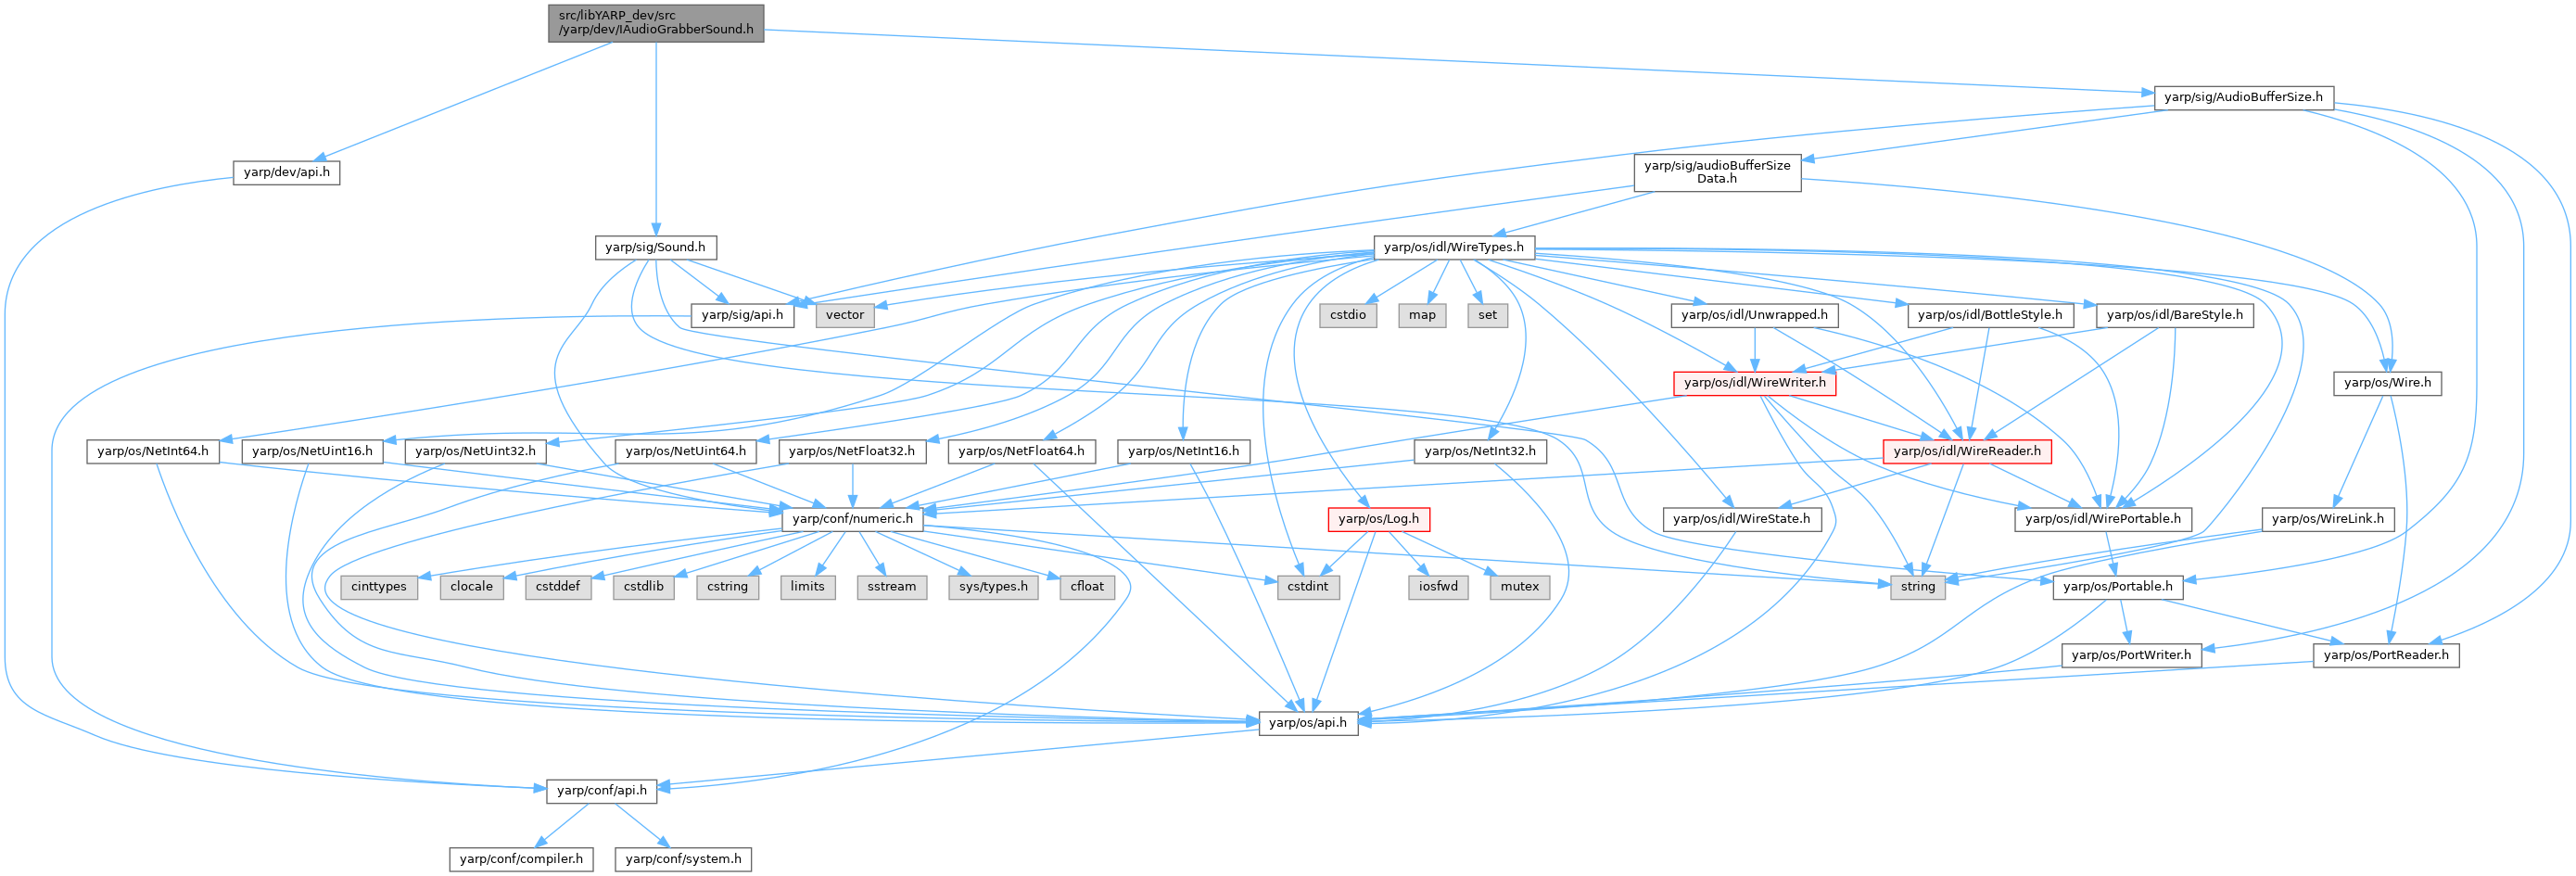 src/libYARP_dev/src
/yarp/dev/IAudioGrabberSound.h
yarp/sig/AudioBufferSize.h
yarp/dev/api.h
yarp/sig/audioBufferSize
Data.h
yarp/sig/Sound.h
yarp/os/idl/WireTypes.h
yarp/sig/api.h
vector
cstdio
map
set
yarp/os/idl/Unwrapped.h
yarp/os/idl/BottleStyle.h
yarp/os/idl/BareStyle.h
yarp/os/idl/WireWriter.h
yarp/os/Wire.h
yarp/os/NetInt64.h
yarp/os/NetUint16.h
yarp/os/NetUint32.h
yarp/os/NetUint64.h
yarp/os/NetFloat32.h
yarp/os/NetFloat64.h
yarp/os/NetInt16.h
yarp/os/NetInt32.h
yarp/os/idl/WireReader.h
yarp/conf/numeric.h
yarp/os/Log.h
yarp/os/idl/WireState.h
yarp/os/idl/WirePortable.h
yarp/os/WireLink.h
cinttypes
clocale
cstddef
cstdlib
cstring
limits
sstream
sys/types.h
cfloat
cstdint
iosfwd
mutex
string
yarp/os/Portable.h
yarp/os/PortWriter.h
yarp/os/PortReader.h
yarp/os/api.h
yarp/conf/api.h
yarp/conf/compiler.h
yarp/conf/system.h